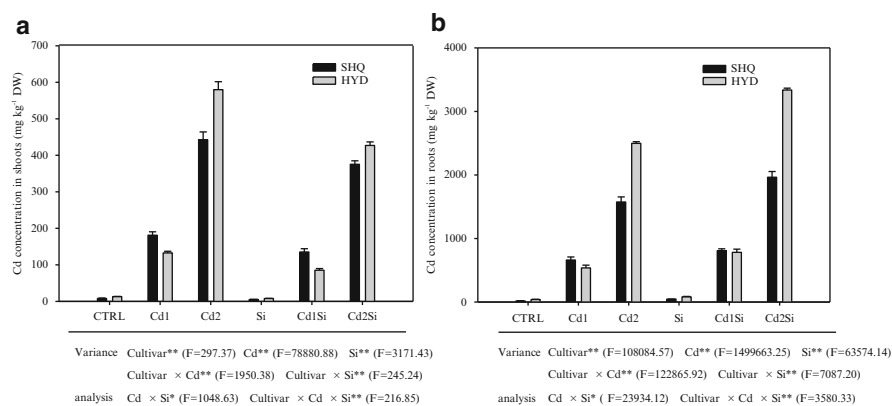 a
Cd concentration in shoots (mg kg-1 DW)
700
600
500
400
300
200
100
0
SHQ
HYD
CTRL Cd1 Cd2 Si Cd1Si Cd2Si
Variance Cultivar** (F=297.37) Cd** (F=78880.88) Si** (F=3171.43)
Cultivar × Cd** (F=1950.38) Cultivar × Si** (F=245.24)
analysis Cd × Si* (F=1048.63) Cultivar × Cd × Si** (F=216.85)
b
Cd concentration in roots (mg kg-1 DW)
4000
3000
2000
1000
0
SHQ
HYD
CTRL Cd1 Cd2 Si Cd1Si Cd2Si
Variance Cultivar** (F=108084.57) Cd** (F=1499663.25) Si** (F=63574.14)
Cultivar × Cd** (F=122865.92) Cultivar × Si** (F=7087.20)
analysis Cd × Si* (F=23934.12) Cultivar × Cd × Si** (F=3580.33)